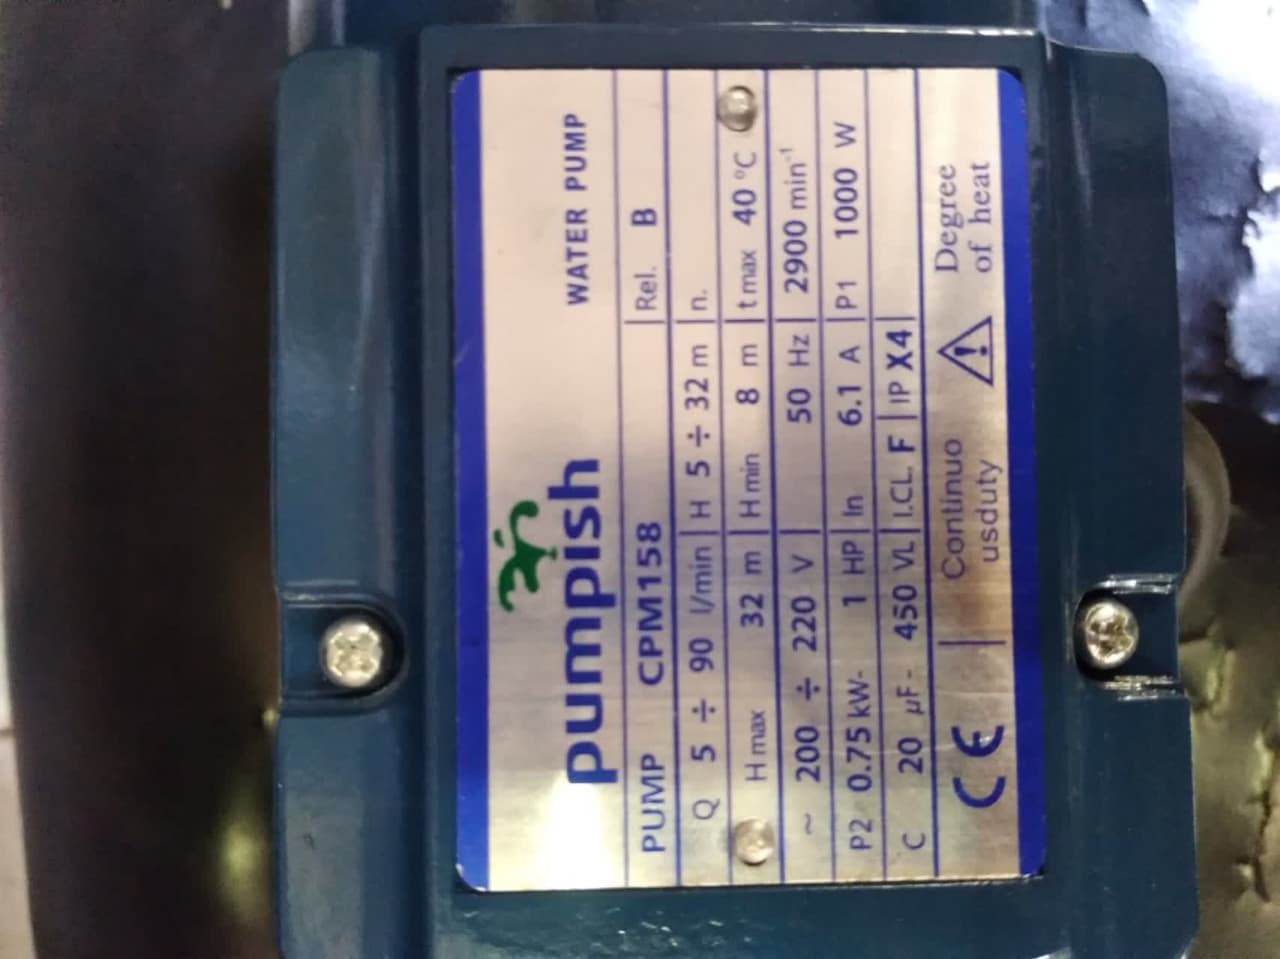 pumpish
WATER PUMP
PUMP CPM158 Rel. B
Q 5 ÷ 90 l/min H 5 ÷ 32 m n.
H max 32 m H min 8 m t max 40 °C
~ 200 ÷ 220 V 50 Hz 2900 min⁻¹
P2 0.75 kW- 1 HP In 6.1 A P1 1000 W
C 20 µF- 450 VL I.CL. F IP X4
CE Continuo Degree
usduty of heat